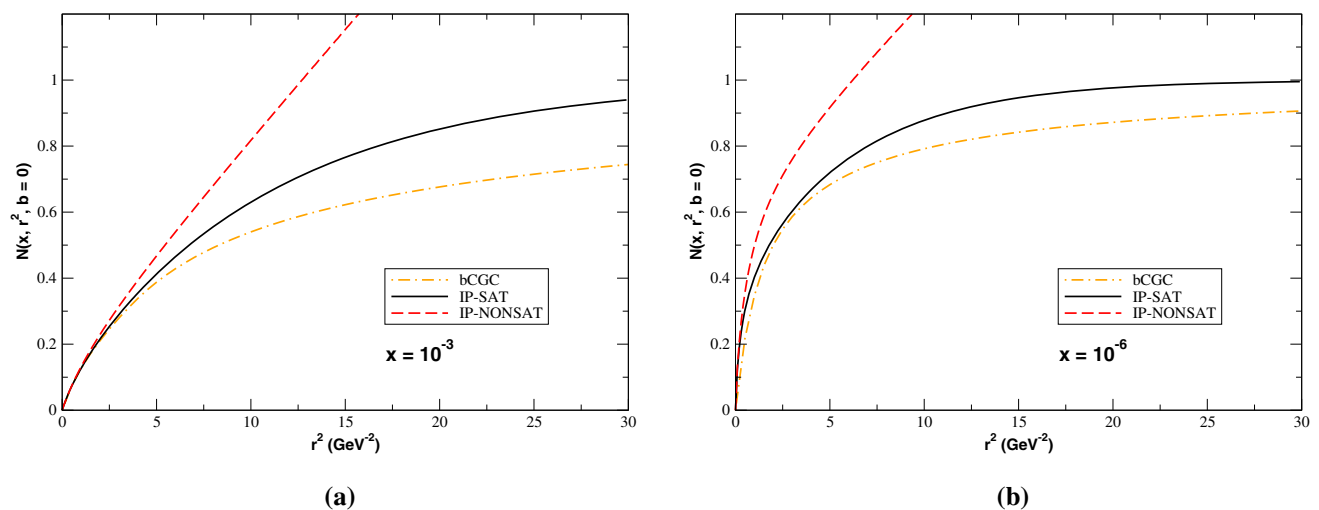 N(x, r², b = 0)
1
0.8
0.6
0.4
0.2
0
0 5 10 15 20 25 30
r² (GeV⁻²)
bCGC
IP-SAT
IP-NONSAT
x = 10⁻³
(a)
N(x, r², b = 0)
1
0.8
0.6
0.4
0.2
0
0 5 10 15 20 25 30
r² (GeV⁻²)
bCGC
IP-SAT
IP-NONSAT
x = 10⁻⁶
(b)